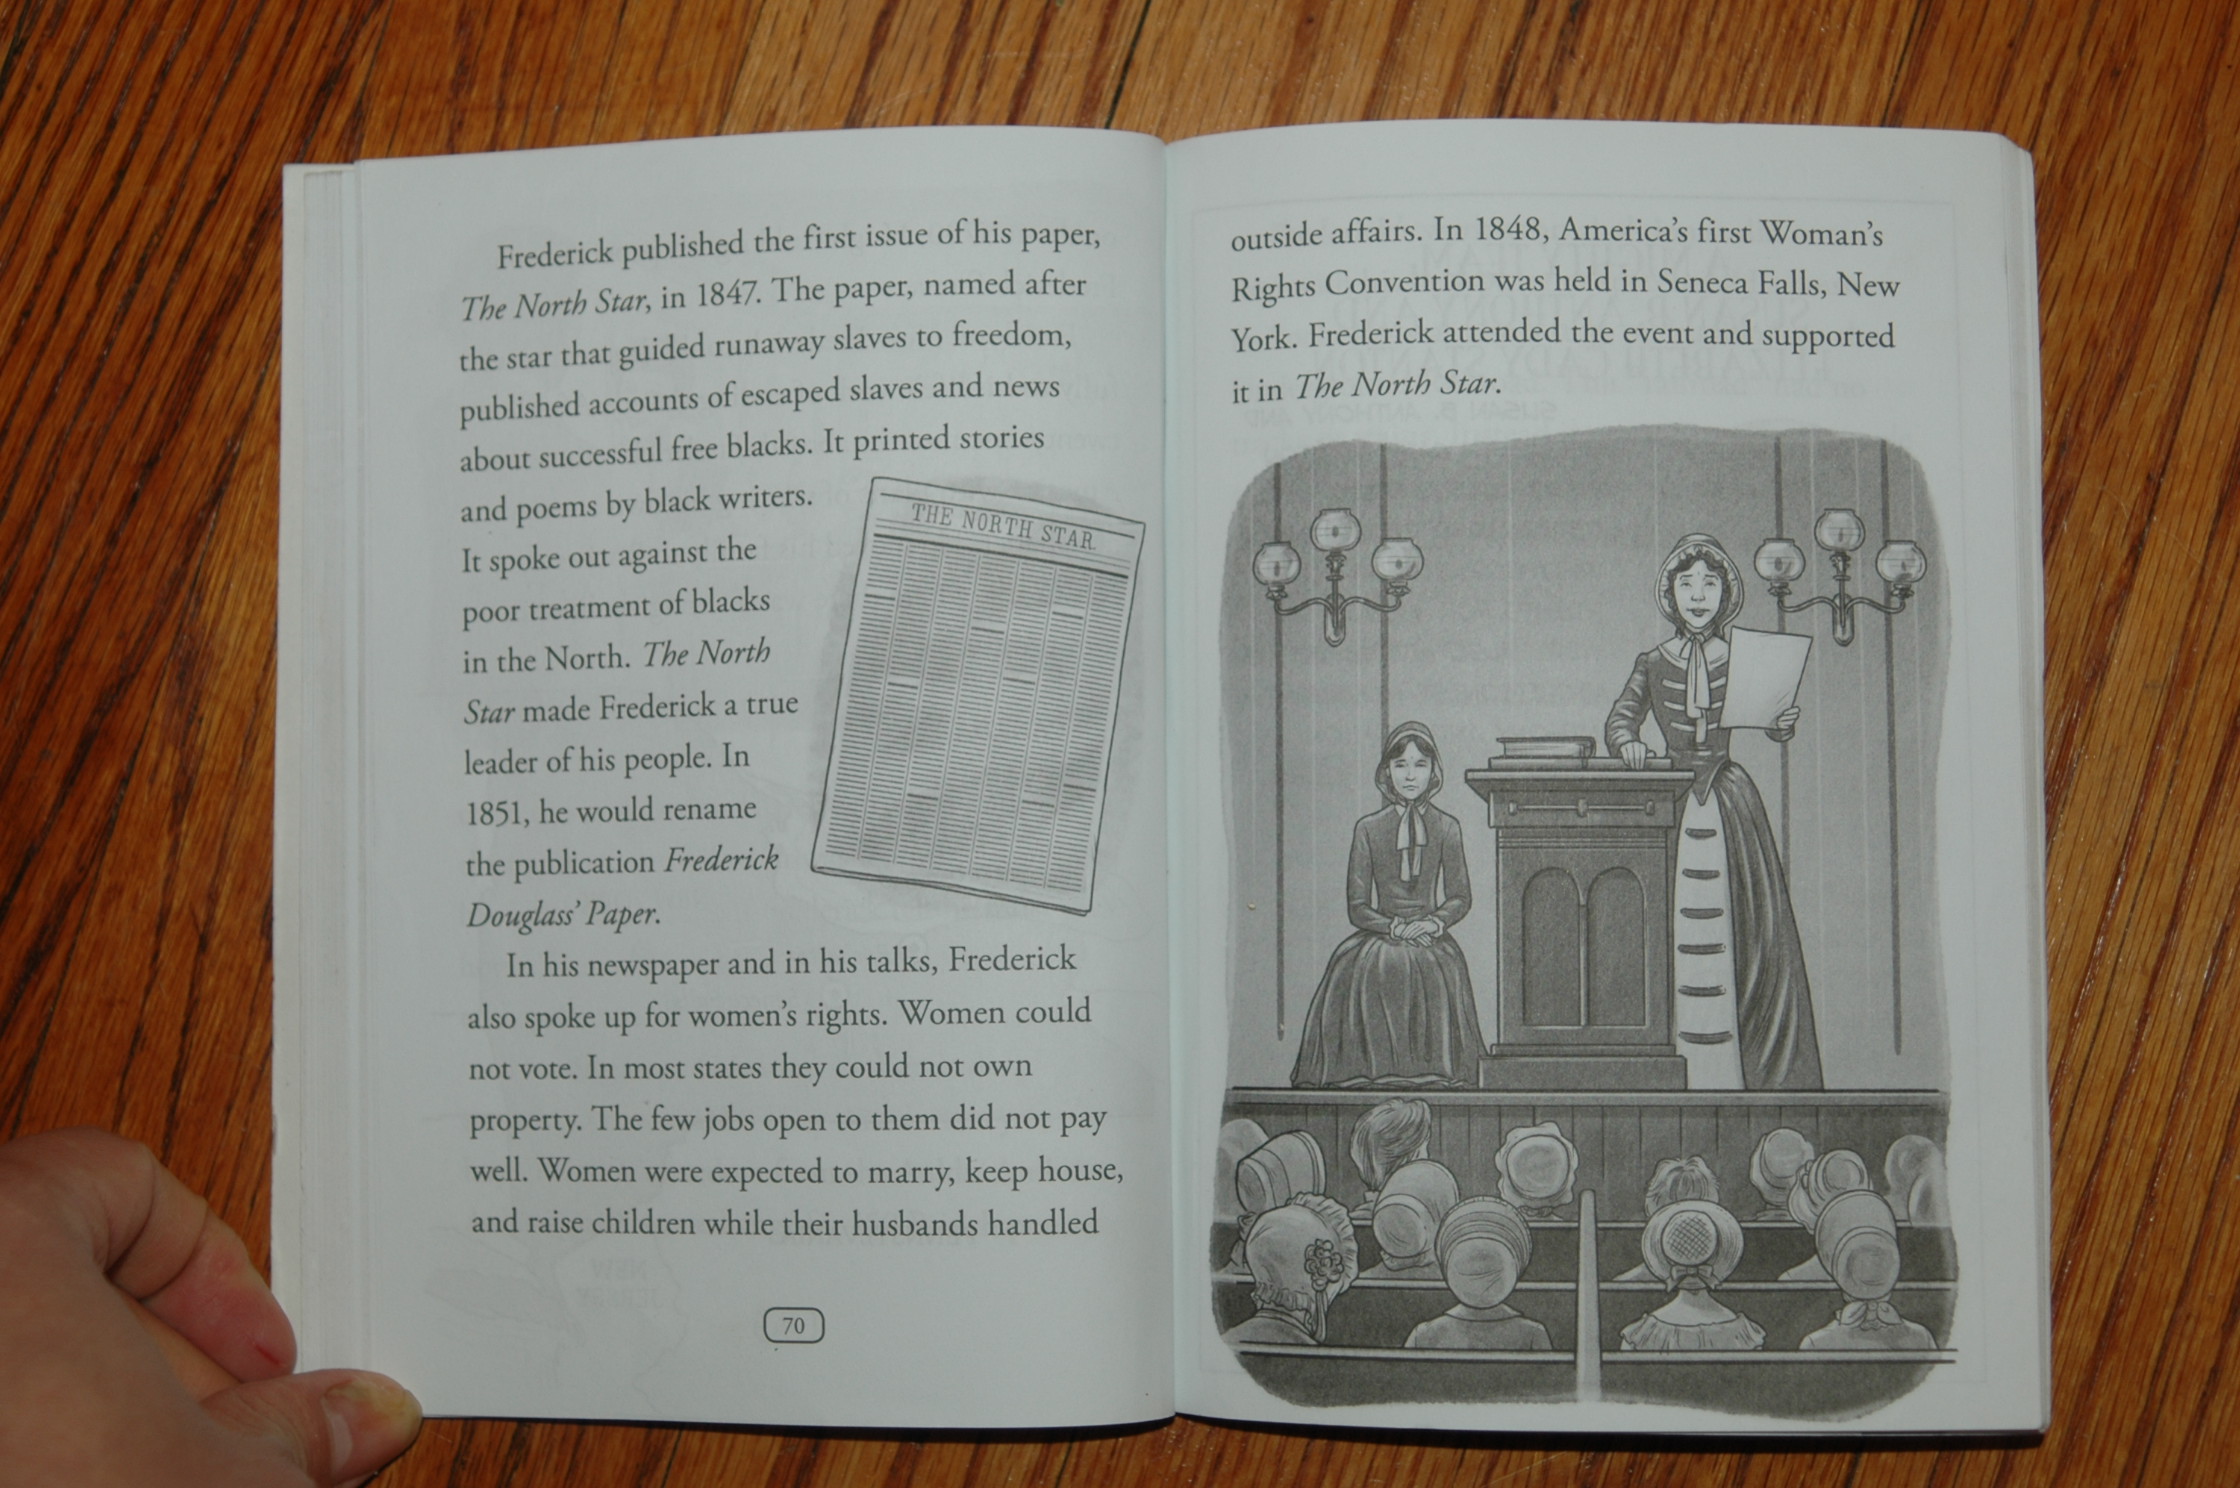 Frederick published the first issue of his paper,
The North Star, in 1847. The paper, named after
the star that guided runaway slaves to freedom,
published accounts of escaped slaves and news
about successful free blacks. It printed stories
and poems by black writers.
It spoke out against the
poor treatment of blacks
in the North. The North
Star made Frederick a true
leader of his people. In
1851, he would rename
the publication Frederick
Douglass' Paper.
THE NORTH STAR
In his newspaper and in his talks, Frederick
also spoke up for women's rights. Women could
not vote. In most states they could not own
property. The few jobs open to them did not pay
well. Women were expected to marry, keep house,
and raise children while their husbands handled
70
outside affairs. In 1848, America's first Woman's
Rights Convention was held in Seneca Falls, New
York. Frederick attended the event and supported
it in The North Star.